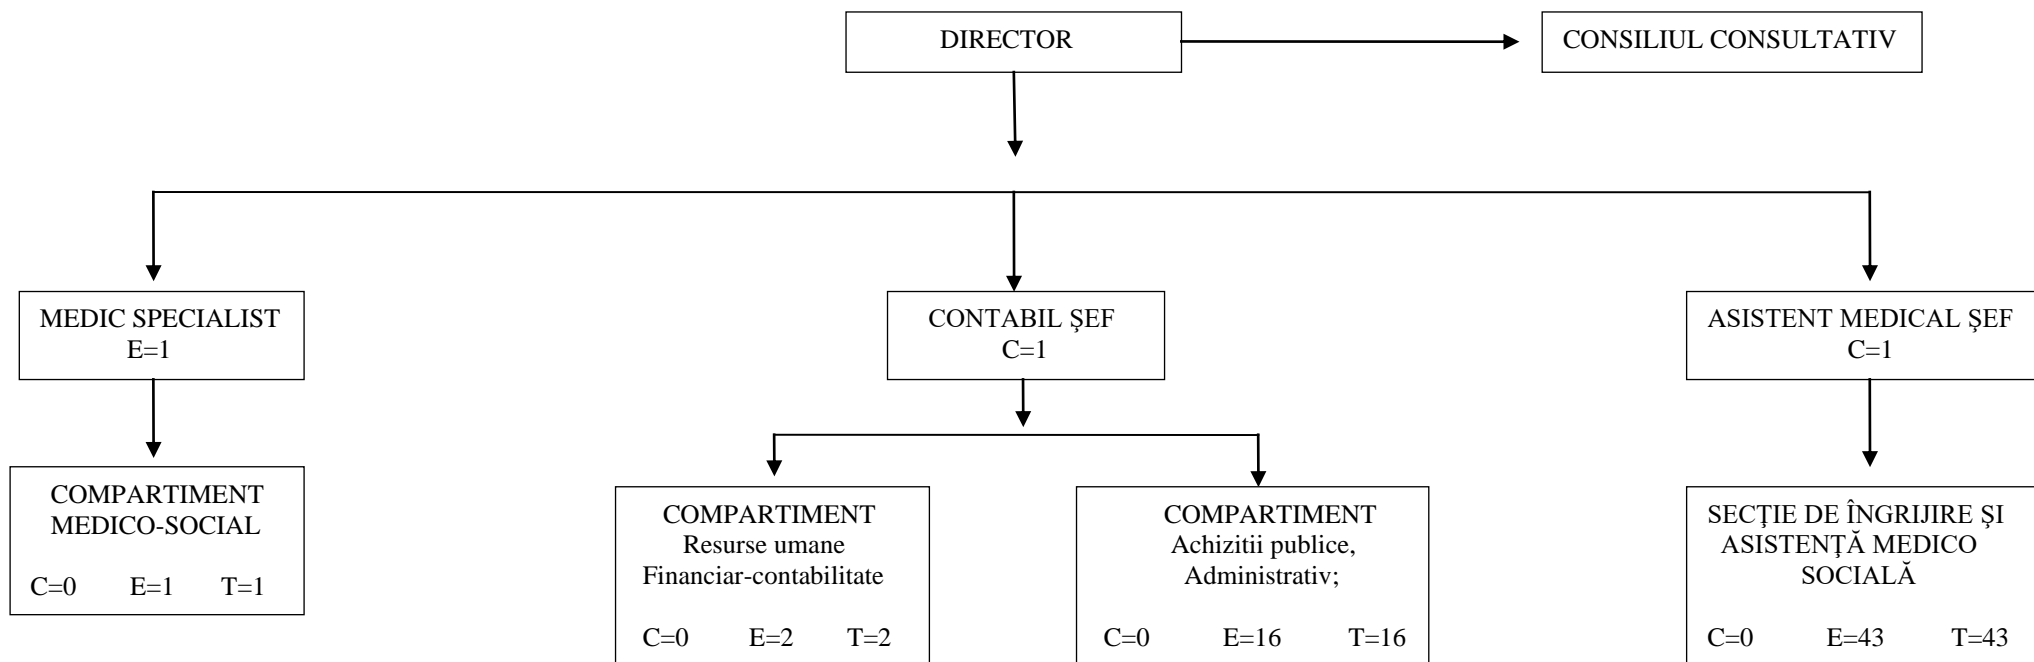 DIRECTOR
CONSILIUL CONSULTATIV
MEDIC SPECIALIST
E=1
CONTABIL ŞEF
C=1
ASISTENT MEDICAL ŞEF
C=1
COMPARTIMENT
MEDICO-SOCIAL
C=0 E=1 T=1
COMPARTIMENT
Resurse umane
Financiar-contabilitate
C=0 E=2 T=2
COMPARTIMENT
Achizitii publice,
Administrativ;
C=0 E=16 T=16
SECŢIE DE ÎNGRIJIRE ŞI
ASISTENŢĂ MEDICO
SOCIALĂ
C=0 E=43 T=43